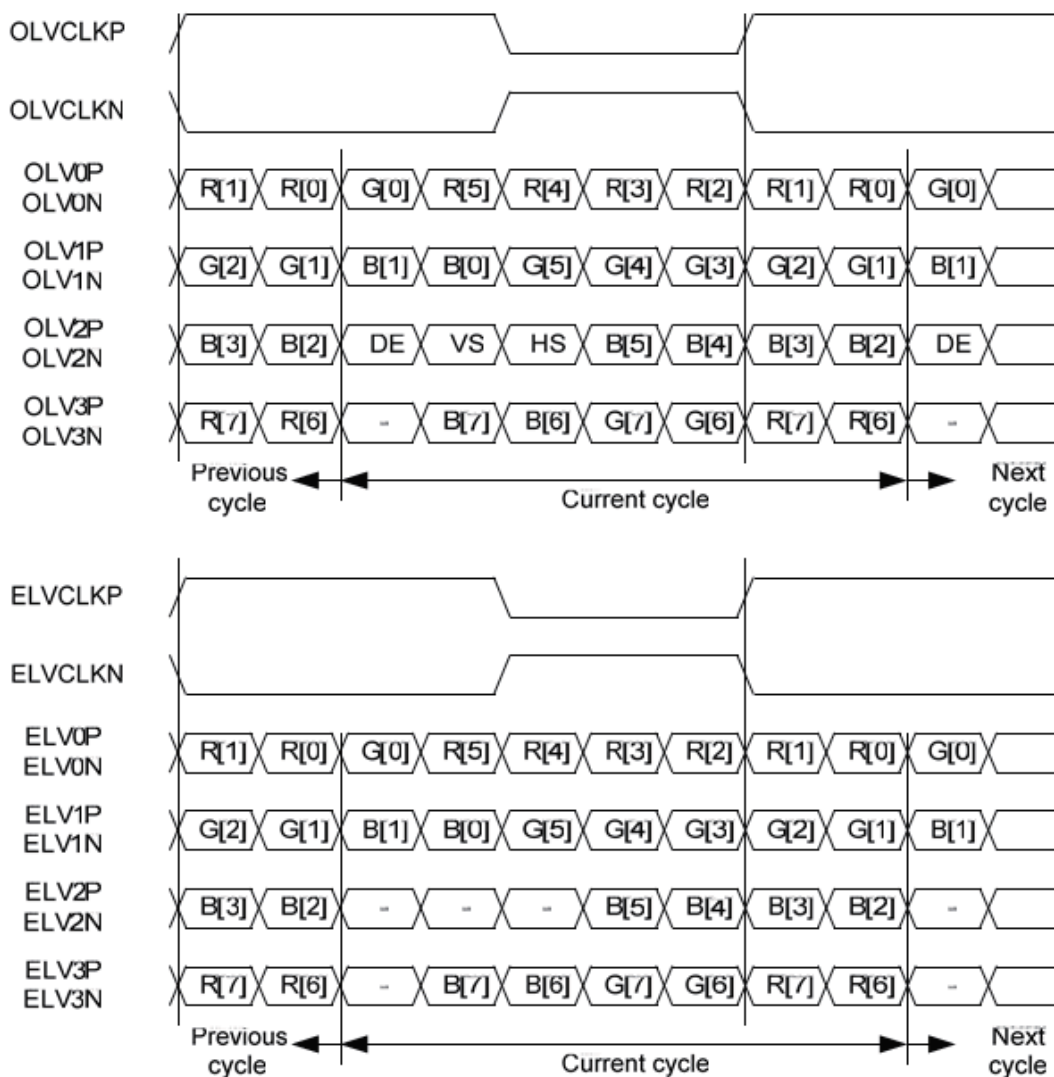 OLVCLKP
OLVCLKN
OLV0P
OLV0N
R[1] R[0] G[0] R[5] R[4] R[3] R[2] R[1] R[0] G[0]
OLV1P
OLV1N
G[2] G[1] B[1] B[0] G[5] G[4] G[3] G[2] G[1] B[1]
OLV2P
OLV2N
B[3] B[2] DE VS HS B[5] B[4] B[3] B[2] DE
OLV3P
OLV3N
R[7] R[6] - B[7] B[6] G[7] G[6] R[7] R[6] -
Previous
cycle
Current cycle
Next
cycle
ELVCLKP
ELVCLKN
ELV0P
ELV0N
R[1] R[0] G[0] R[5] R[4] R[3] R[2] R[1] R[0] G[0]
ELV1P
ELV1N
G[2] G[1] B[1] B[0] G[5] G[4] G[3] G[2] G[1] B[1]
ELV2P
ELV2N
B[3] B[2] - - - B[5] B[4] B[3] B[2] -
ELV3P
ELV3N
R[7] R[6] - B[7] B[6] G[7] G[6] R[7] R[6] -
Previous
cycle
Current cycle
Next
cycle